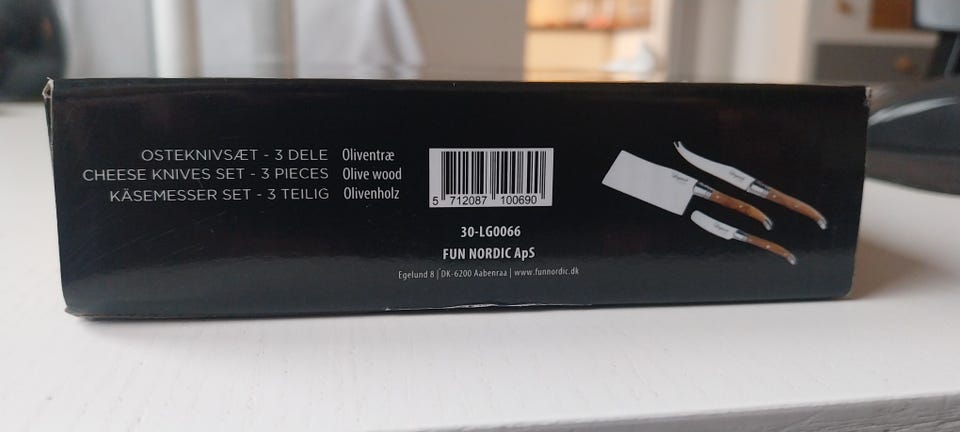 OSTEKNIVSÆT - 3 DELE Oliventræ
CHEESE KNIVES SET - 3 PIECES Olive wood
KÄSEMESSER SET - 3 TEILIG Olivenholz
5 712087 100690
30-LG0066
FUN NORDIC ApS
Egelund 8 | DK-6200 Aabenraa | www.funnordic.dk